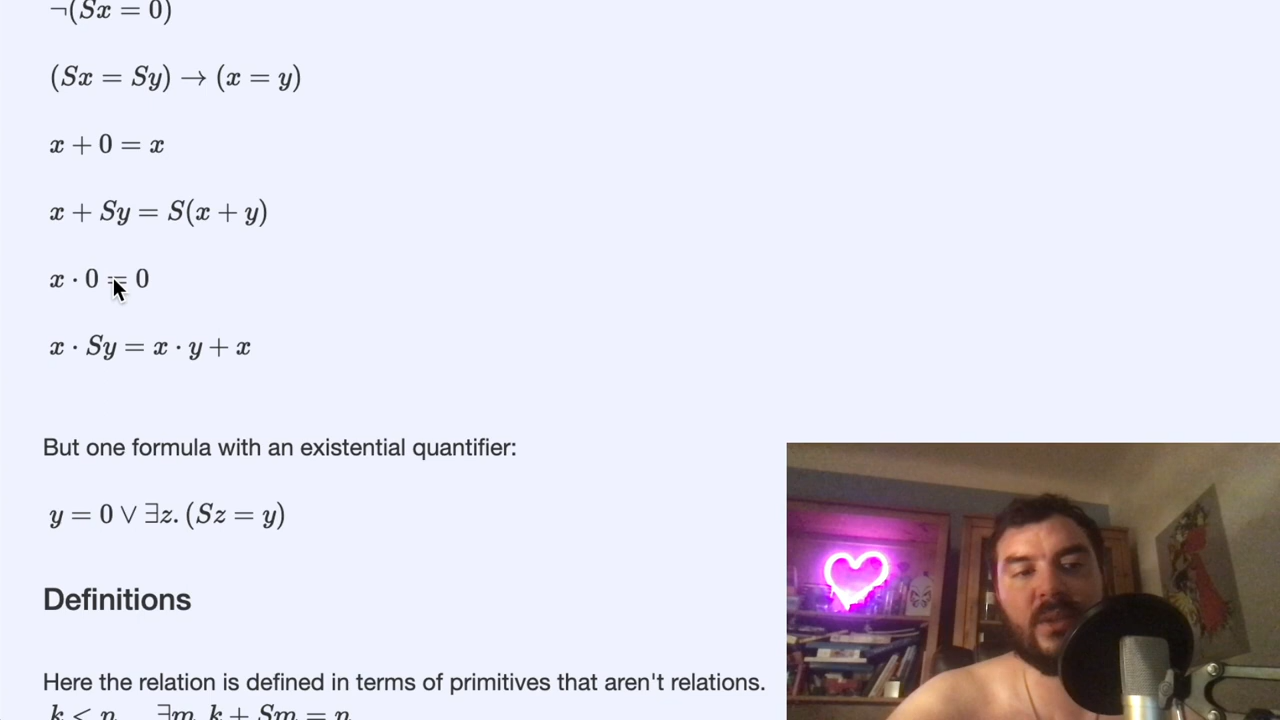 ¬(Sx = 0)
(Sx = Sy) → (x = y)
x + 0 = x
x + Sy = S(x + y)
x · 0 = 0
x · Sy = x · y + x
But one formula with an existential quantifier:
y = 0 ∨ ∃z. (Sz = y)
Definitions
Here the relation is defined in terms of primitives that aren't relations.
k < n ∃m. k + Sm = n